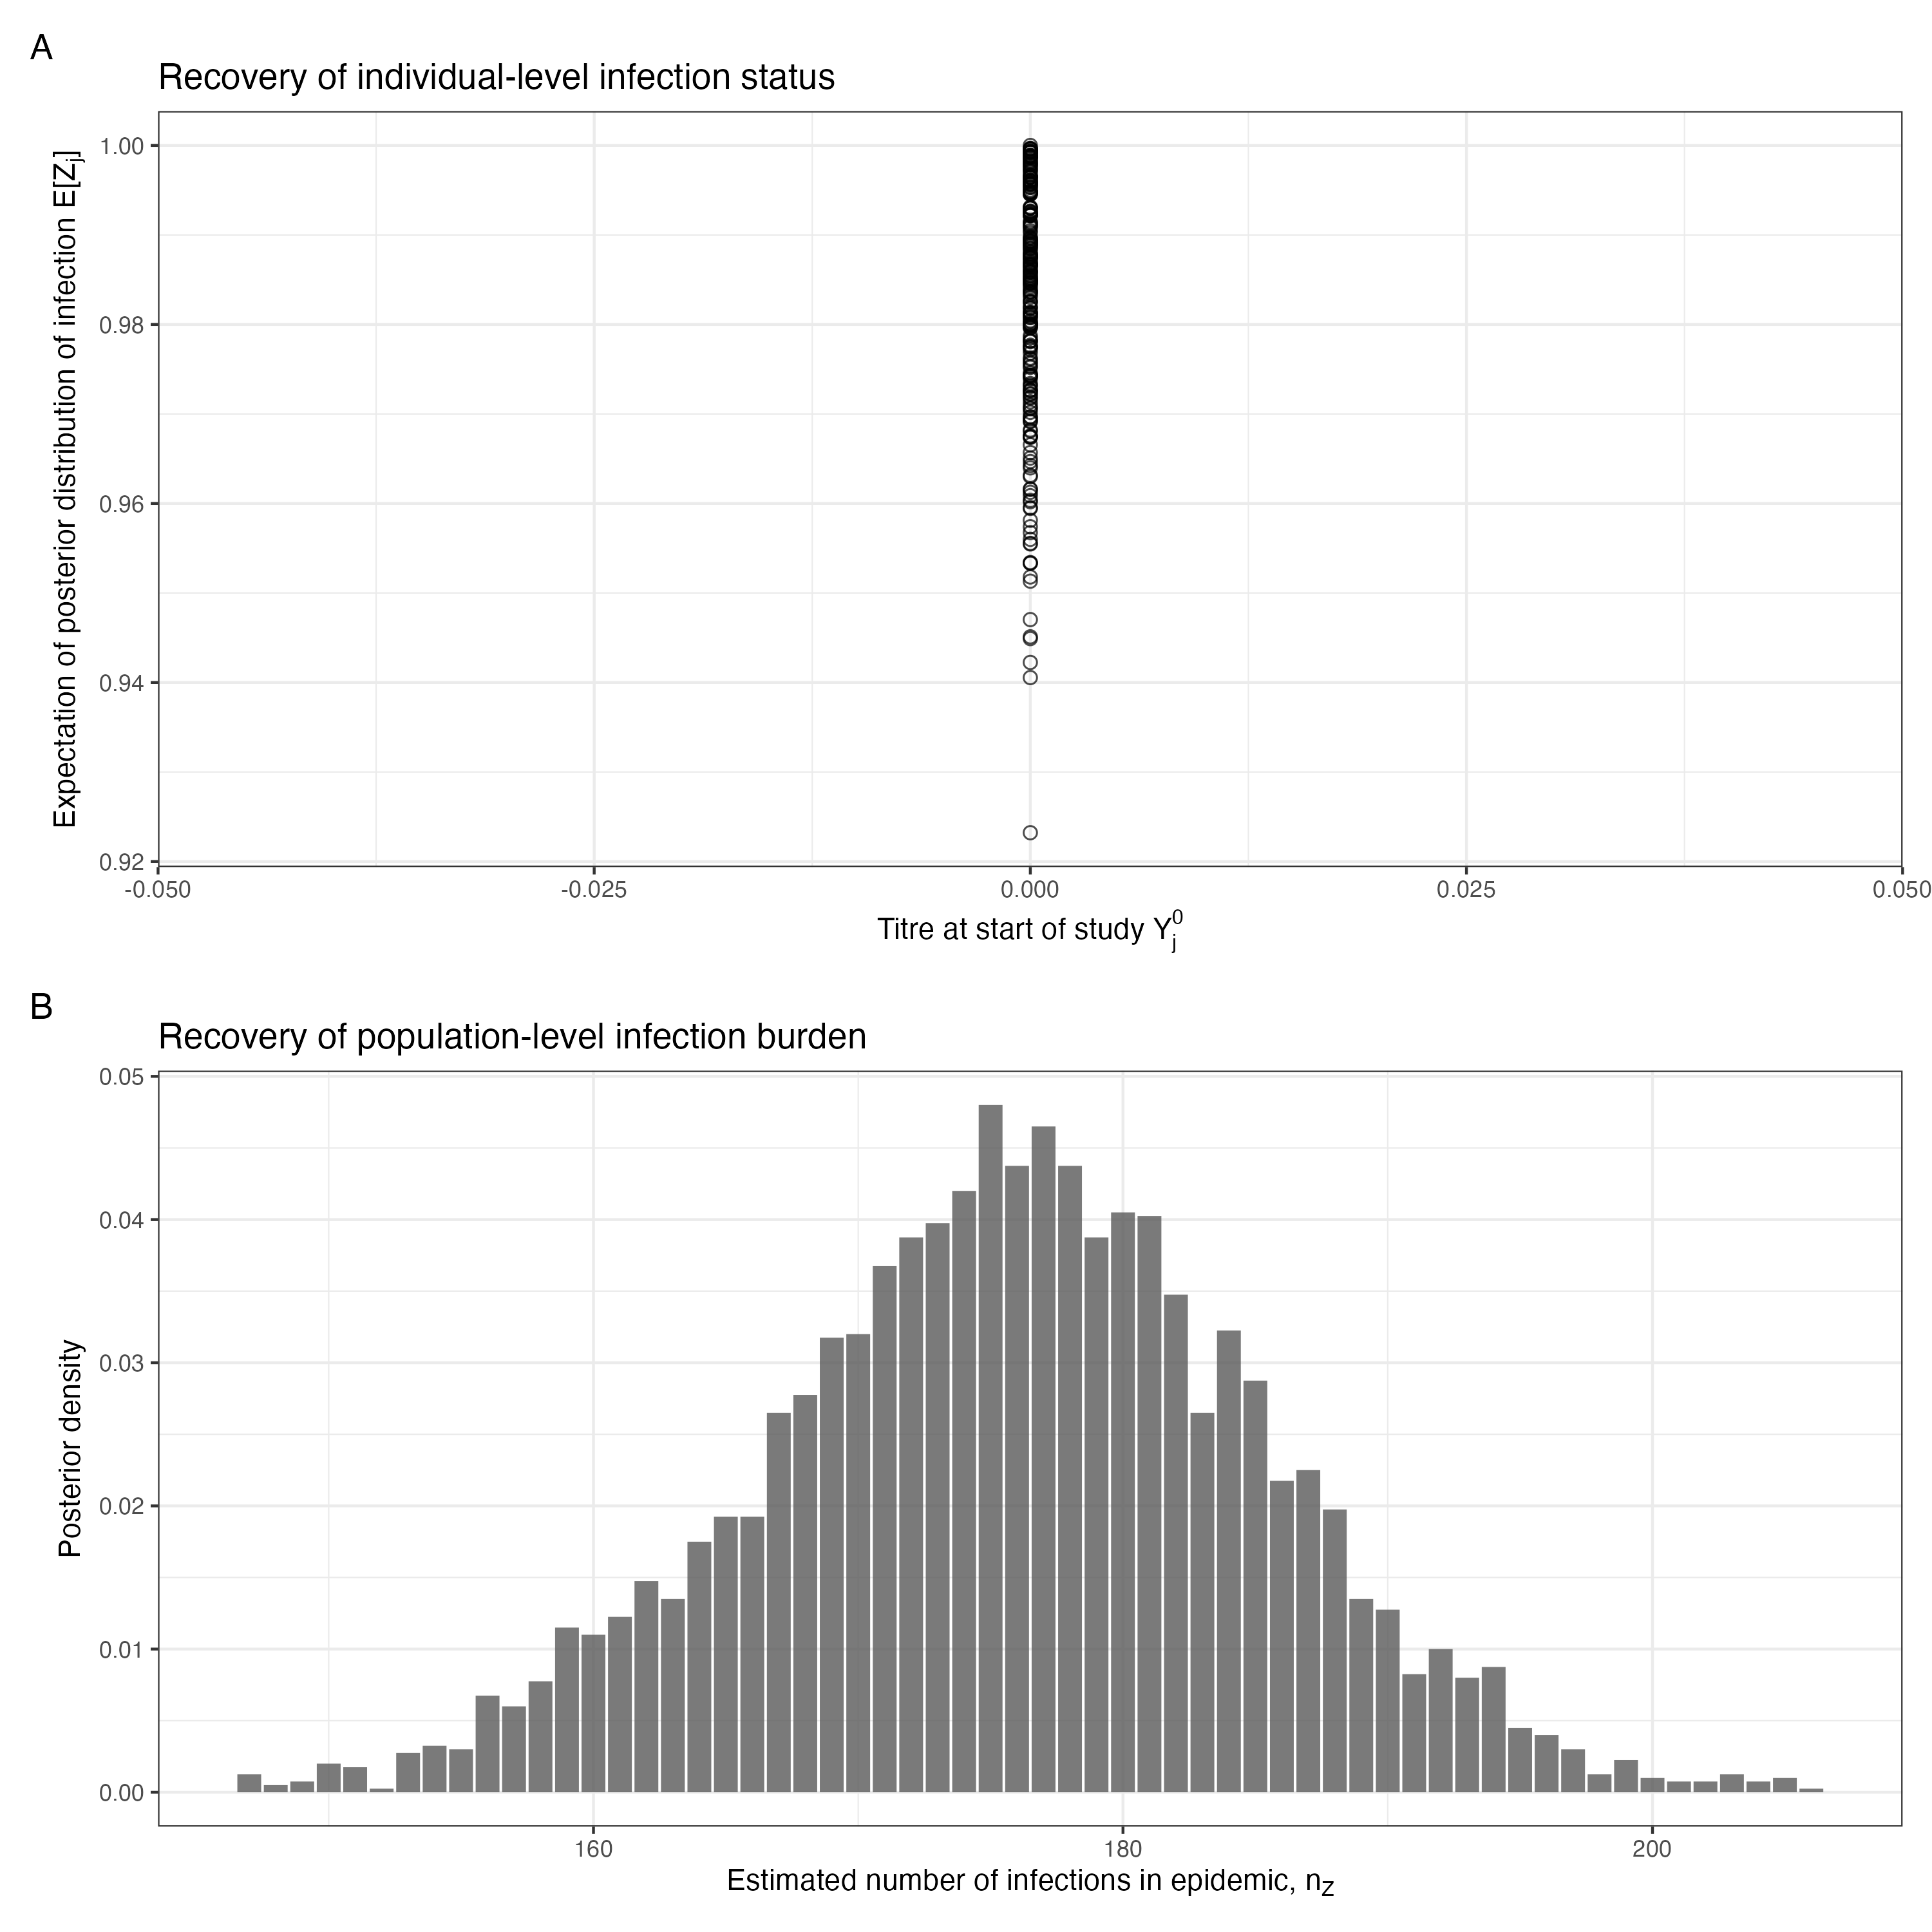 A
Recovery of individual-level infection status
Expectation of posterior distribution of infection E[Zj]
1.00
0.98
0.96
0.94
0.92
-0.050 -0.025 0.000 0.025 0.050
Titre at start of study Yj0
B
Recovery of population-level infection burden
Posterior density
0.05
0.04
0.03
0.02
0.01
0.00
160 180 200
Estimated number of infections in epidemic, nZ